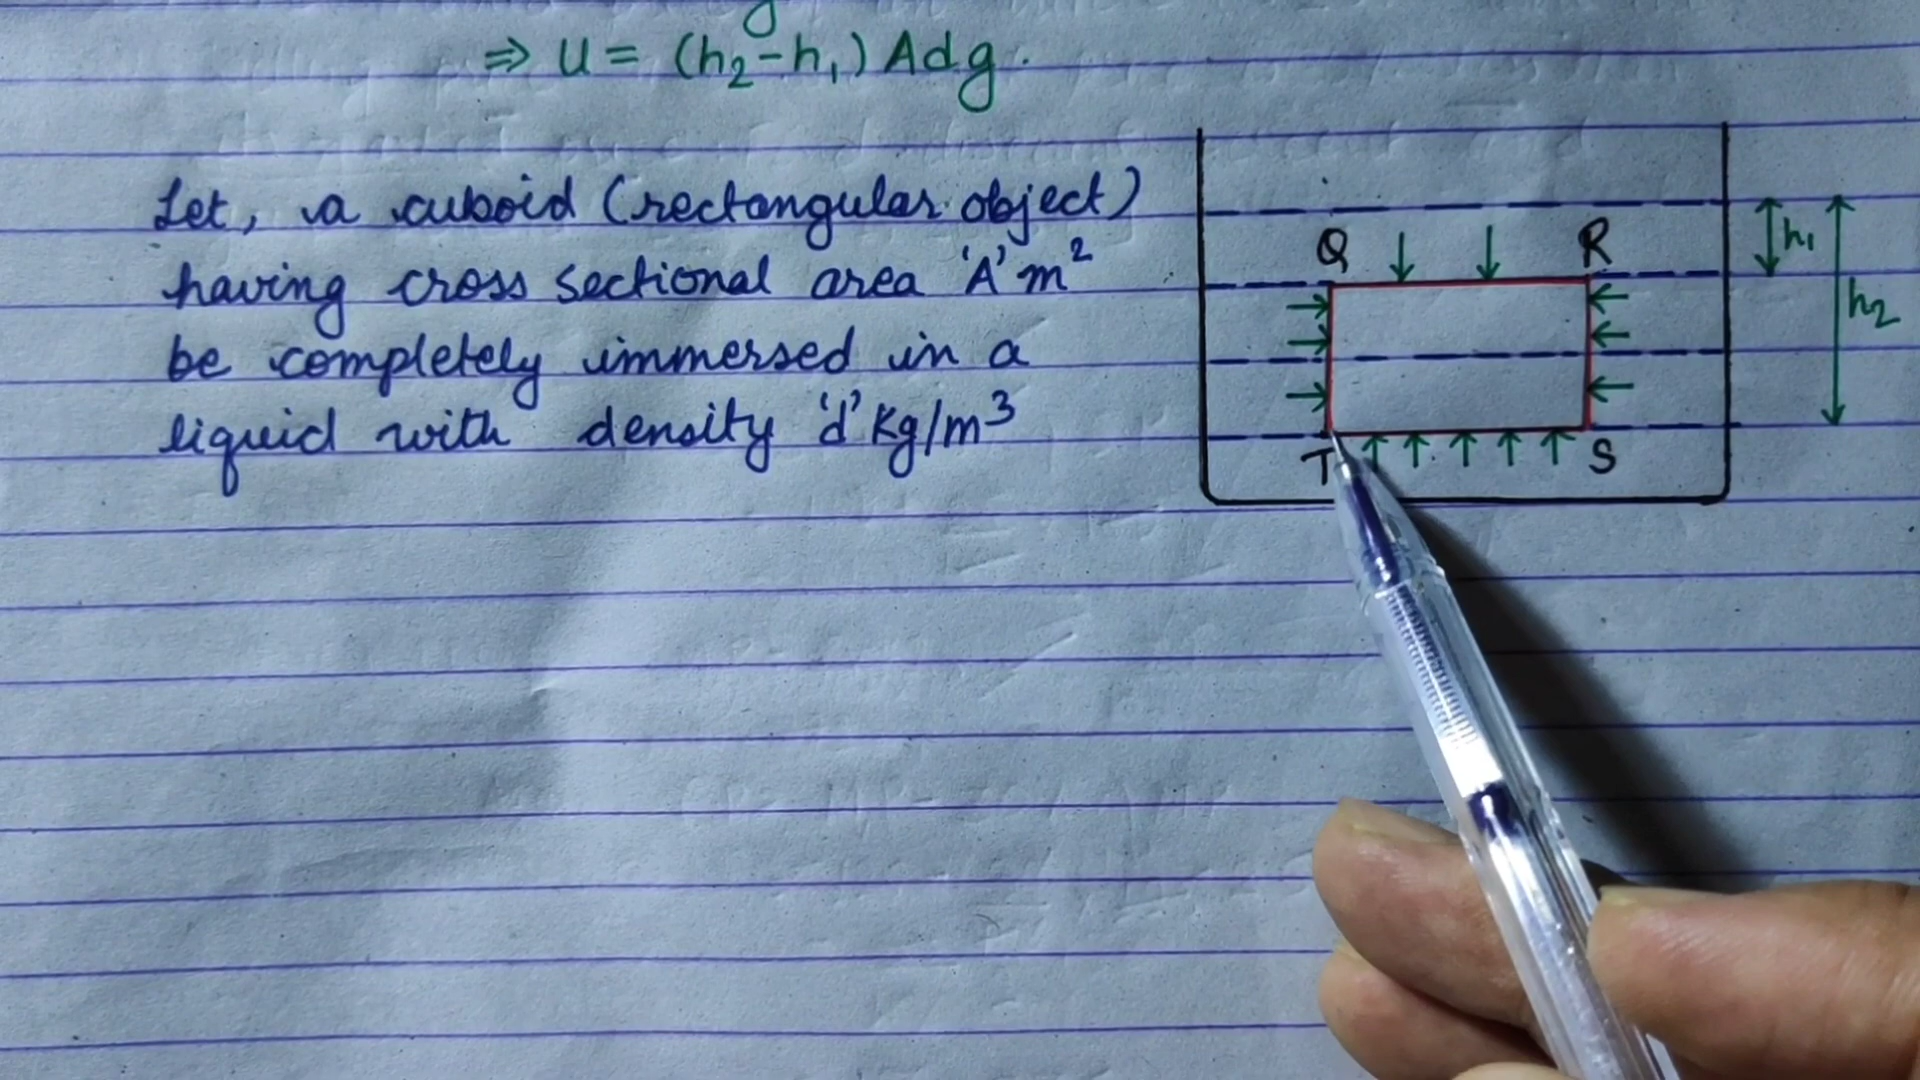 ⇒ U = (h₂-h₁) Adg.
Let, a cuboid (rectangular object)
having cross sectional area 'A' m²
be completely immersed in a
liquid with density 'd' Kg/m³
Q R h₁
h₂
T S